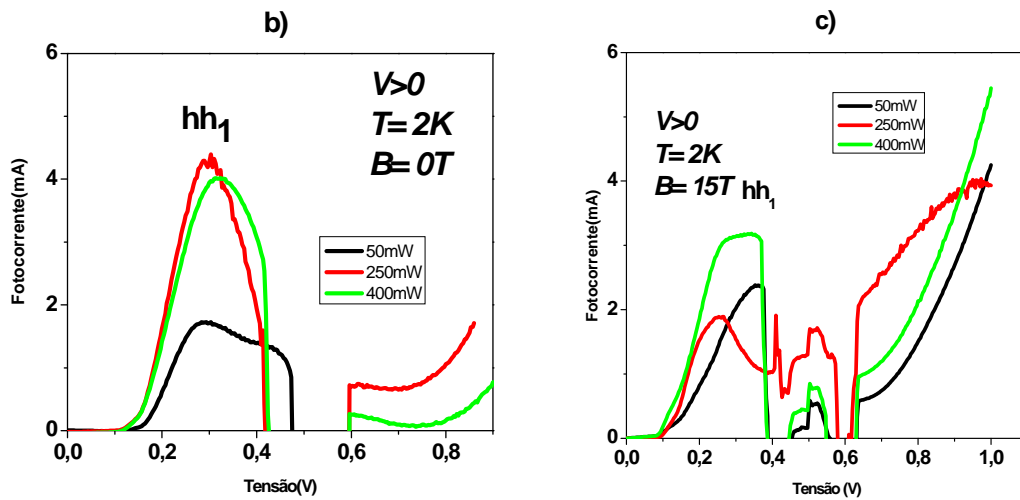 b)
6
4
2
0
Fotocorrente(mA)
0,0 0,2 0,4 0,6 0,8
Tensão(V)
hh1
V>0
T= 2K
B= 0T
50mW
250mW
400mW
c)
6
4
2
0
Fotocorrente(mA)
0,0 0,2 0,4 0,6 0,8 1,0
Tensão (V)
V>0
T= 2K
B= 15T hh1
50mW
250mW
400mW